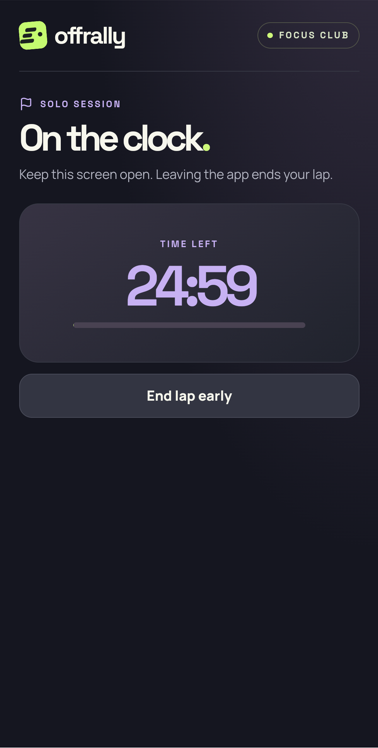 offrally
FOCUS CLUB
SOLO SESSION
On the clock.
Keep this screen open. Leaving the app ends your lap.
TIME LEFT
24:59
End lap early